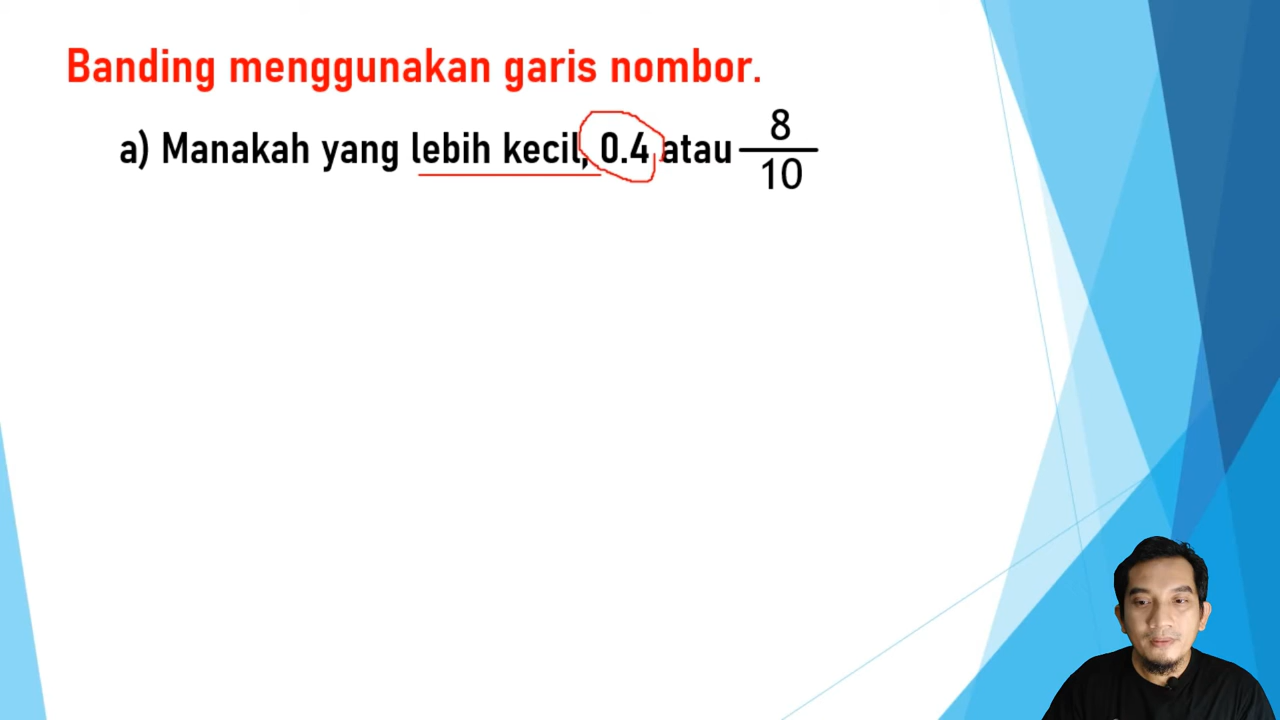 Banding menggunakan garis nombor.
a) Manakah yang lebih kecil, 0.4 atau 8/10